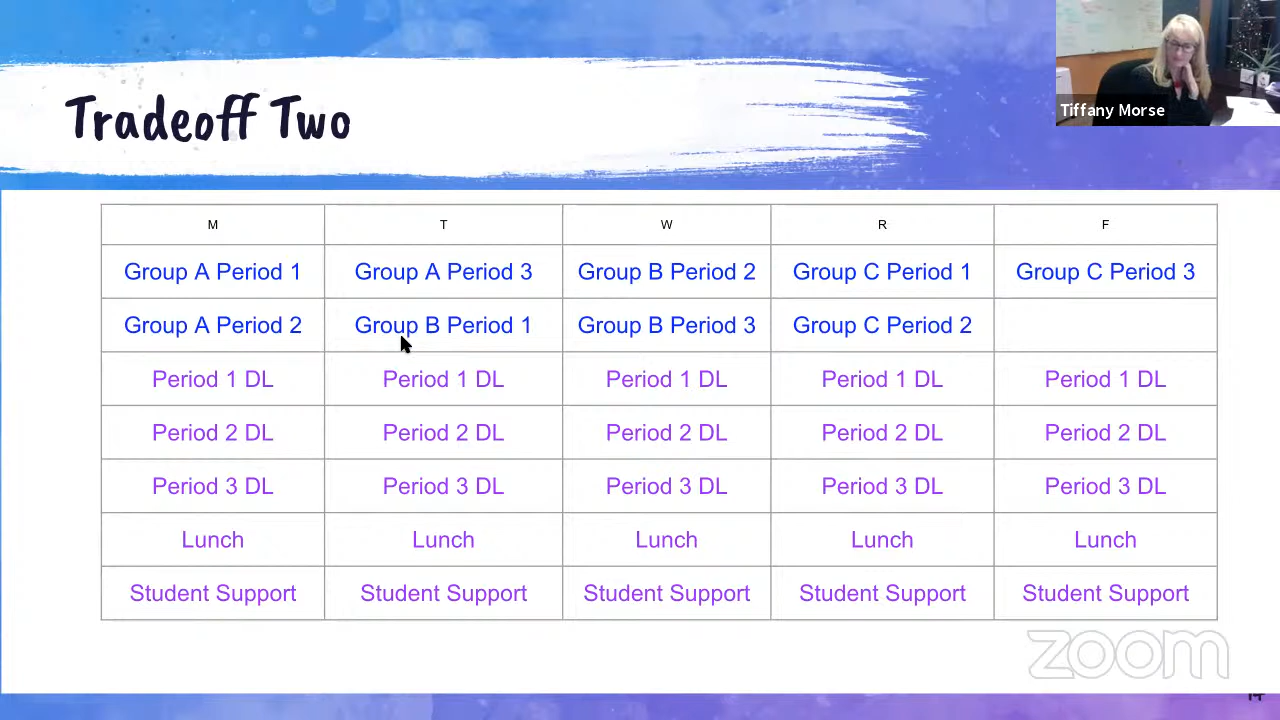 Tradeoff Two
Tiffany Morse
M T W R F
Group A Period 1 Group A Period 3 Group B Period 2 Group C Period 1 Group C Period 3
Group A Period 2 Group B Period 1 Group B Period 3 Group C Period 2
Period 1 DL Period 1 DL Period 1 DL Period 1 DL Period 1 DL
Period 2 DL Period 2 DL Period 2 DL Period 2 DL Period 2 DL
Period 3 DL Period 3 DL Period 3 DL Period 3 DL Period 3 DL
Lunch Lunch Lunch Lunch Lunch
Student Support Student Support Student Support Student Support Student Support
zoom